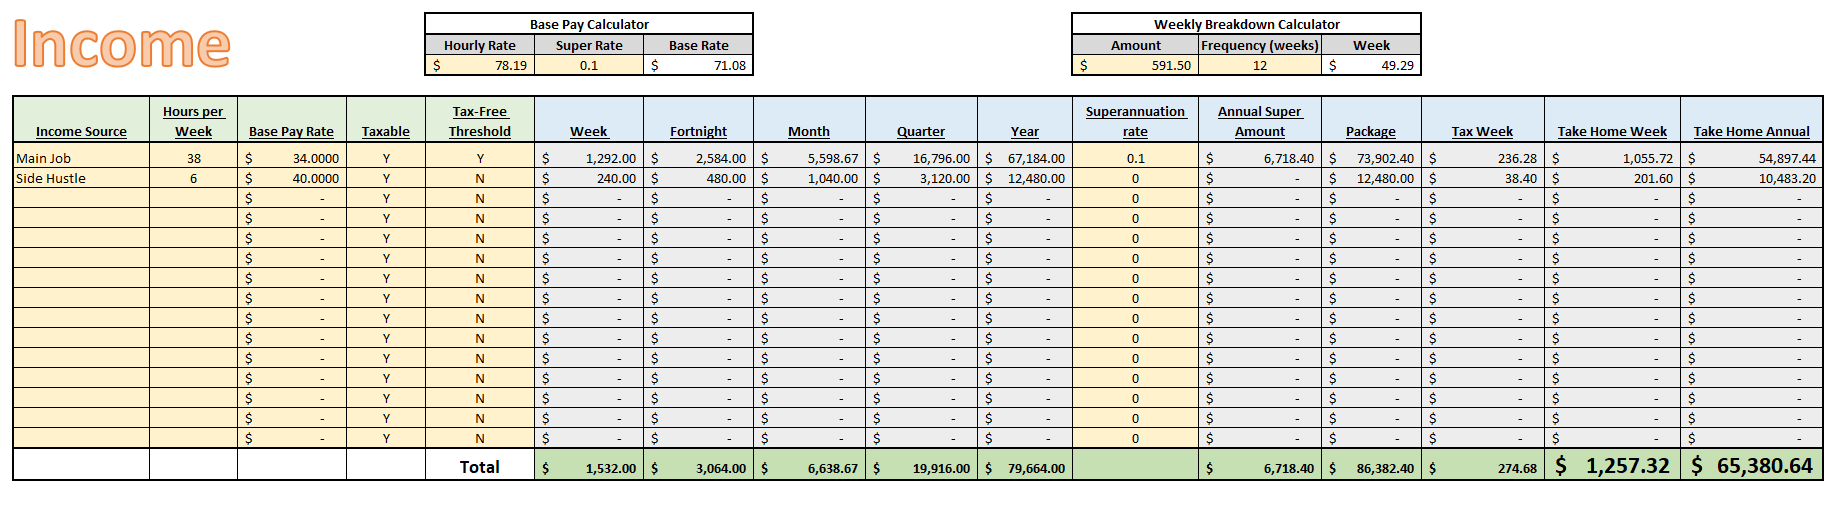 Income
Base Pay Calculator
Hourly Rate Super Rate Base Rate
$ 78.19 0.1 $ 71.08
Weekly Breakdown Calculator
Amount Frequency (weeks) Week
$ 591.50 12 $ 49.29
Income Source Hours per Week Base Pay Rate Taxable Tax-Free Threshold Week Fortnight Month Quarter Year Superannuation rate Annual Super Amount Package Tax Week Take Home Week Take Home Annual
Main Job 38 $ 34.0000 Y Y $ 1,292.00 $ 2,584.00 $ 5,598.67 $ 16,796.00 $ 67,184.00 0.1 $ 6,718.40 $ 73,902.40 $ 236.28 $ 1,055.72 $ 54,897.44
Side Hustle 6 $ 40.0000 Y N $ 240.00 $ 480.00 $ 1,040.00 $ 3,120.00 $ 12,480.00 0 $ - $ 12,480.00 $ 38.40 $ 201.60 $ 10,483.20
$ - Y N $ - $ - $ - $ - $ - 0 $ - $ - $ - $ - $ -
$ - Y N $ - $ - $ - $ - $ - 0 $ - $ - $ - $ - $ -
$ - Y N $ - $ - $ - $ - $ - 0 $ - $ - $ - $ - $ -
$ - Y N $ - $ - $ - $ - $ - 0 $ - $ - $ - $ - $ -
$ - Y N $ - $ - $ - $ - $ - 0 $ - $ - $ - $ - $ -
$ - Y N $ - $ - $ - $ - $ - 0 $ - $ - $ - $ - $ -
$ - Y N $ - $ - $ - $ - $ - 0 $ - $ - $ - $ - $ -
$ - Y N $ - $ - $ - $ - $ - 0 $ - $ - $ - $ - $ -
$ - Y N $ - $ - $ - $ - $ - 0 $ - $ - $ - $ - $ -
$ - Y N $ - $ - $ - $ - $ - 0 $ - $ - $ - $ - $ -
$ - Y N $ - $ - $ - $ - $ - 0 $ - $ - $ - $ - $ -
$ - Y N $ - $ - $ - $ - $ - 0 $ - $ - $ - $ - $ -
$ - Y N $ - $ - $ - $ - $ - 0 $ - $ - $ - $ - $ -
Total $ 1,532.00 $ 3,064.00 $ 6,638.67 $ 19,916.00 $ 79,664.00 $ 6,718.40 $ 86,382.40 $ 274.68 $ 1,257.32 $ 65,380.64